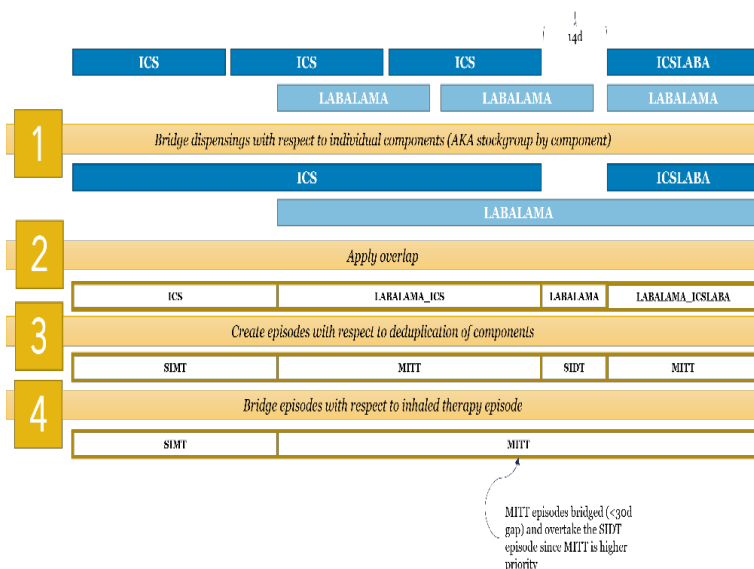 14d
ICS ICS ICS ICSLABA
LABALAMA LABALAMA LABALAMA
1 Bridge dispensings with respect to individual components (AKA stockgroup by component)
ICS ICSLABA
LABALAMA
2 Apply overlap
ICS LABALAMA_ICS LABALAMA LABALAMA_ICSLABA
3 Create episodes with respect to deduplication of components
SIMT MITT SIDT MITT
4 Bridge episodes with respect to inhaled therapy episode
SIMT MITT
MITT episodes bridged (<30d
gap) and overtake the SIDT
episode since MITT is higher
priority